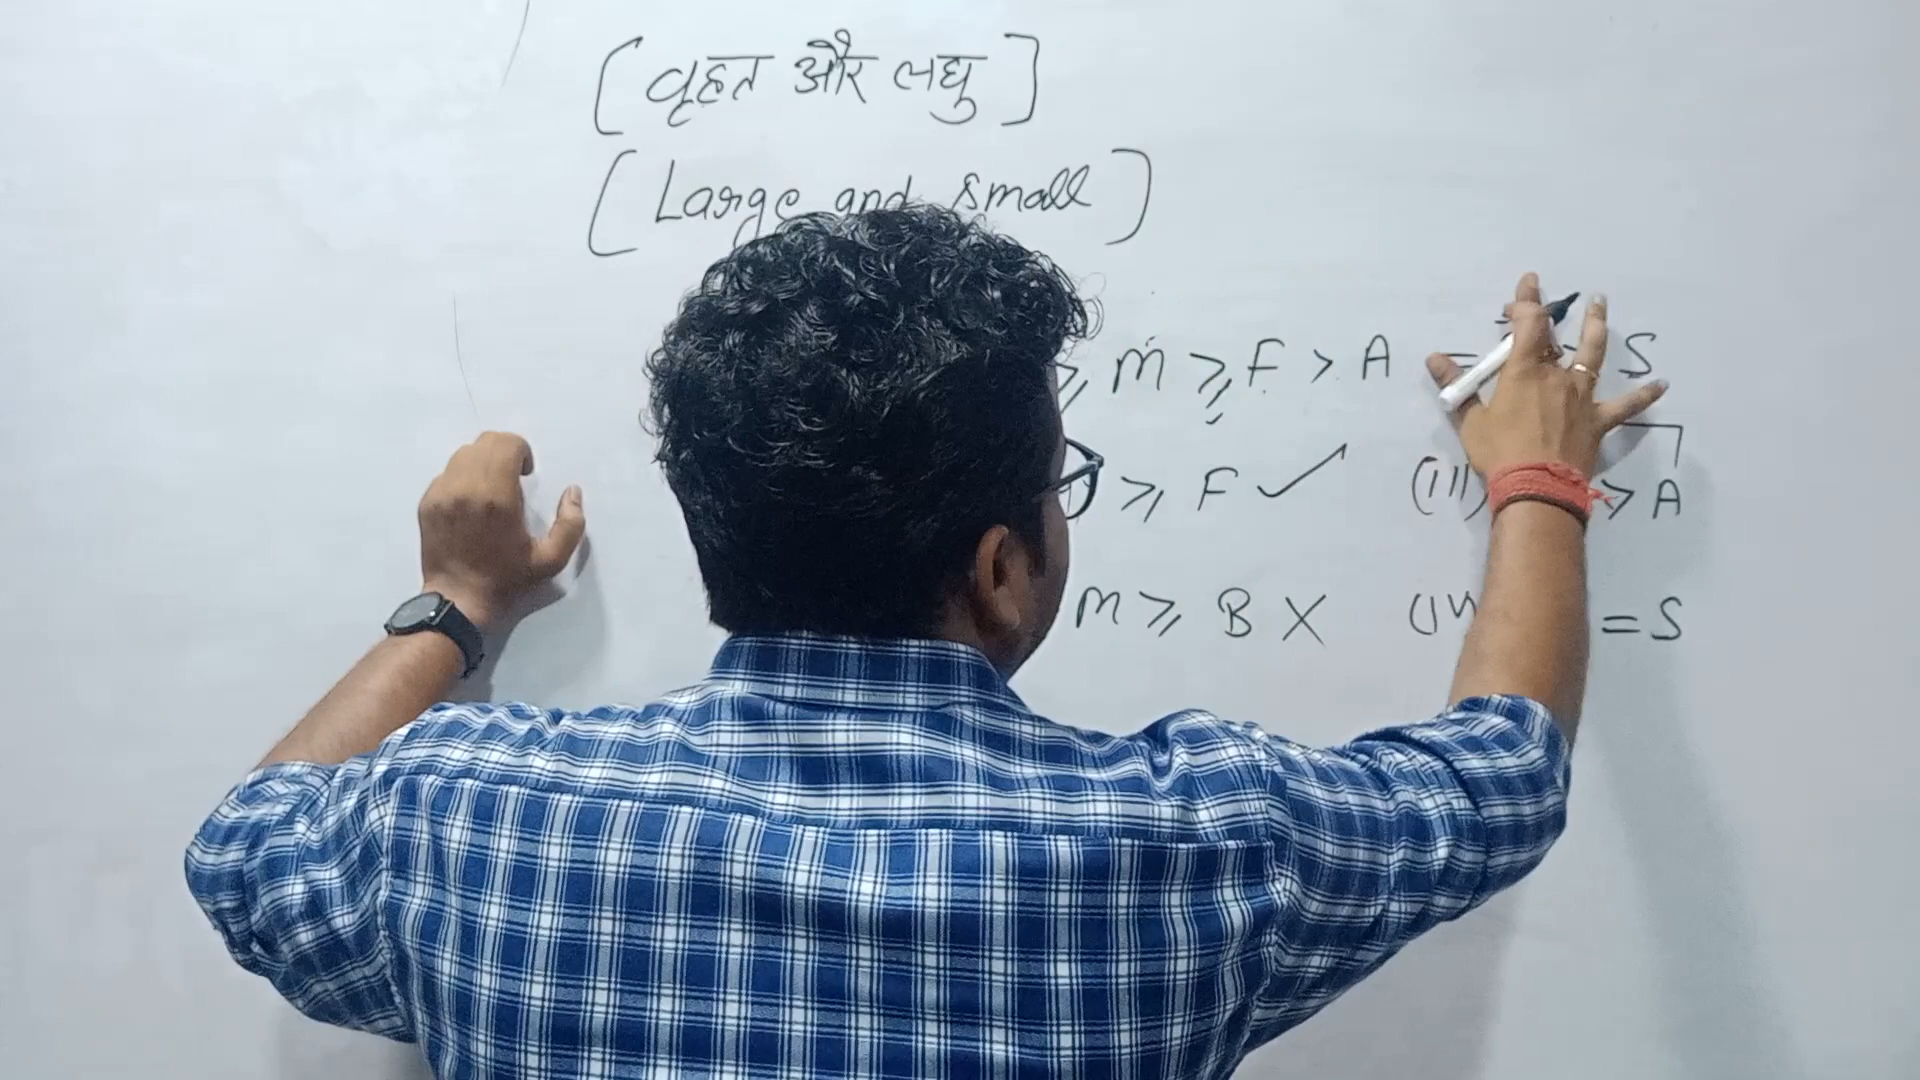 [वृहत और लघु]
[Large and small]
≥ M ≥ F > A = > S
≥ F ✓ (iii) > A
M ≥ B X (iv) = S